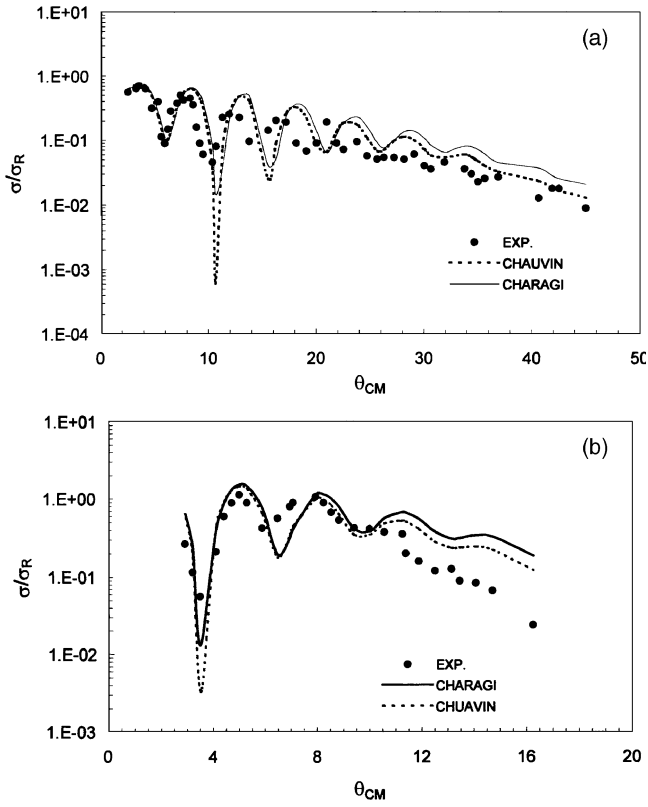 (a)
1.E+01
1.E+00
1.E-01
1.E-02
1.E-03
1.E-04
σ/σR
EXP.
CHAUVIN
CHARAGI
0 10 20 30 40 50
θCM
(b)
1.E+01
1.E+00
1.E-01
1.E-02
1.E-03
σ/σR
EXP.
CHARAGI
CHUAVIN
0 4 8 12 16 20
θCM